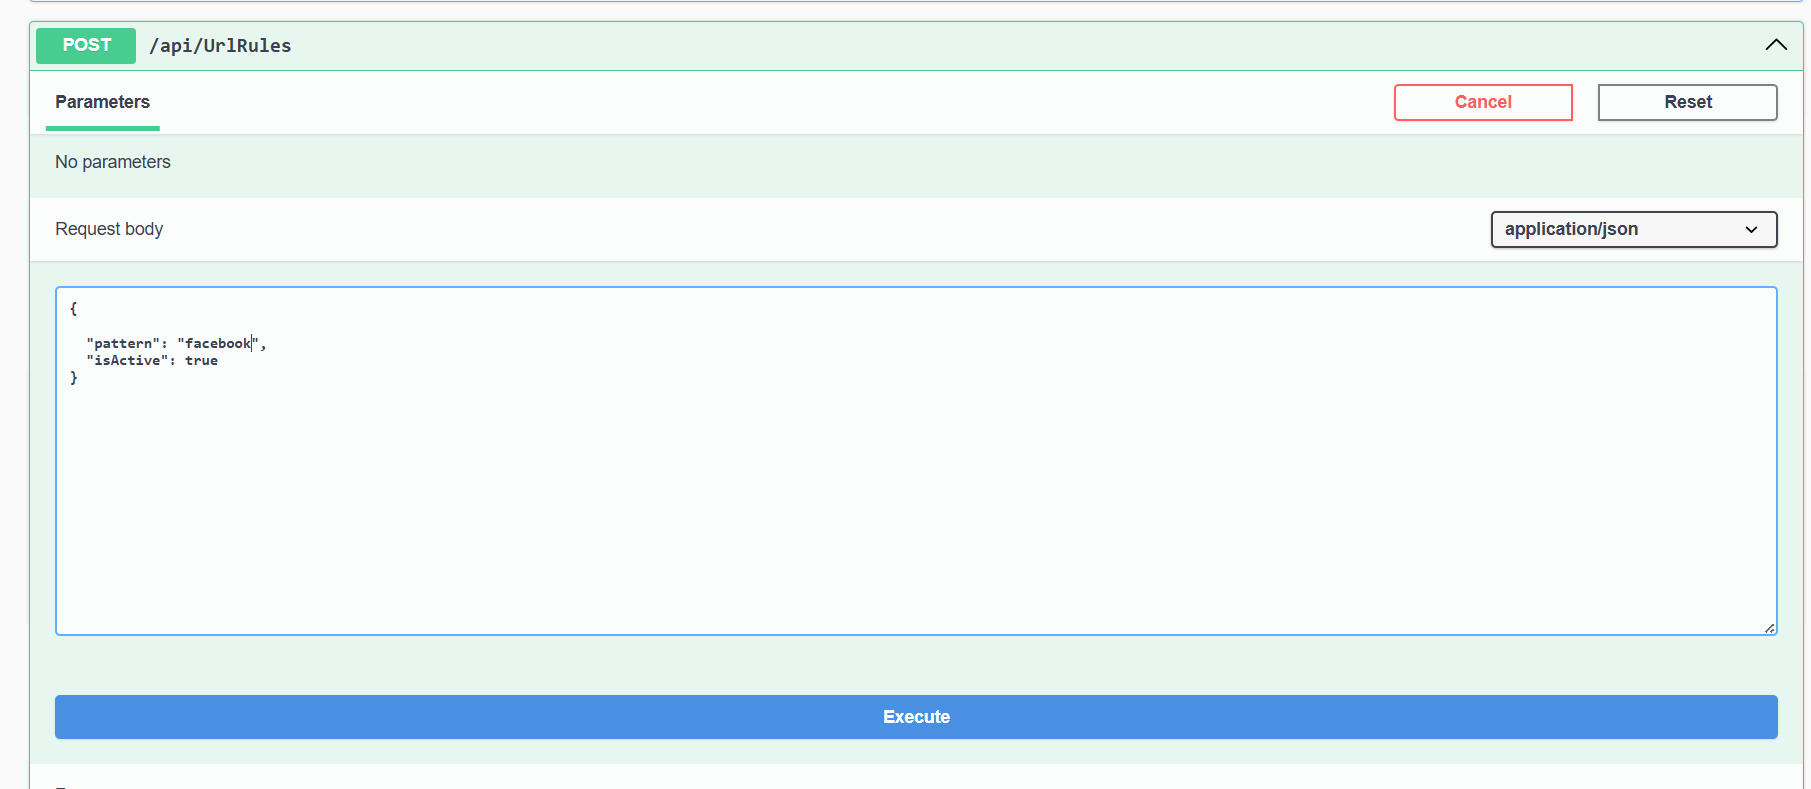 POST /api/UrlRules
Parameters
Cancel
Reset
No parameters
Request body
application/json
{
"pattern": "facebook",
"isActive": true
}
Execute